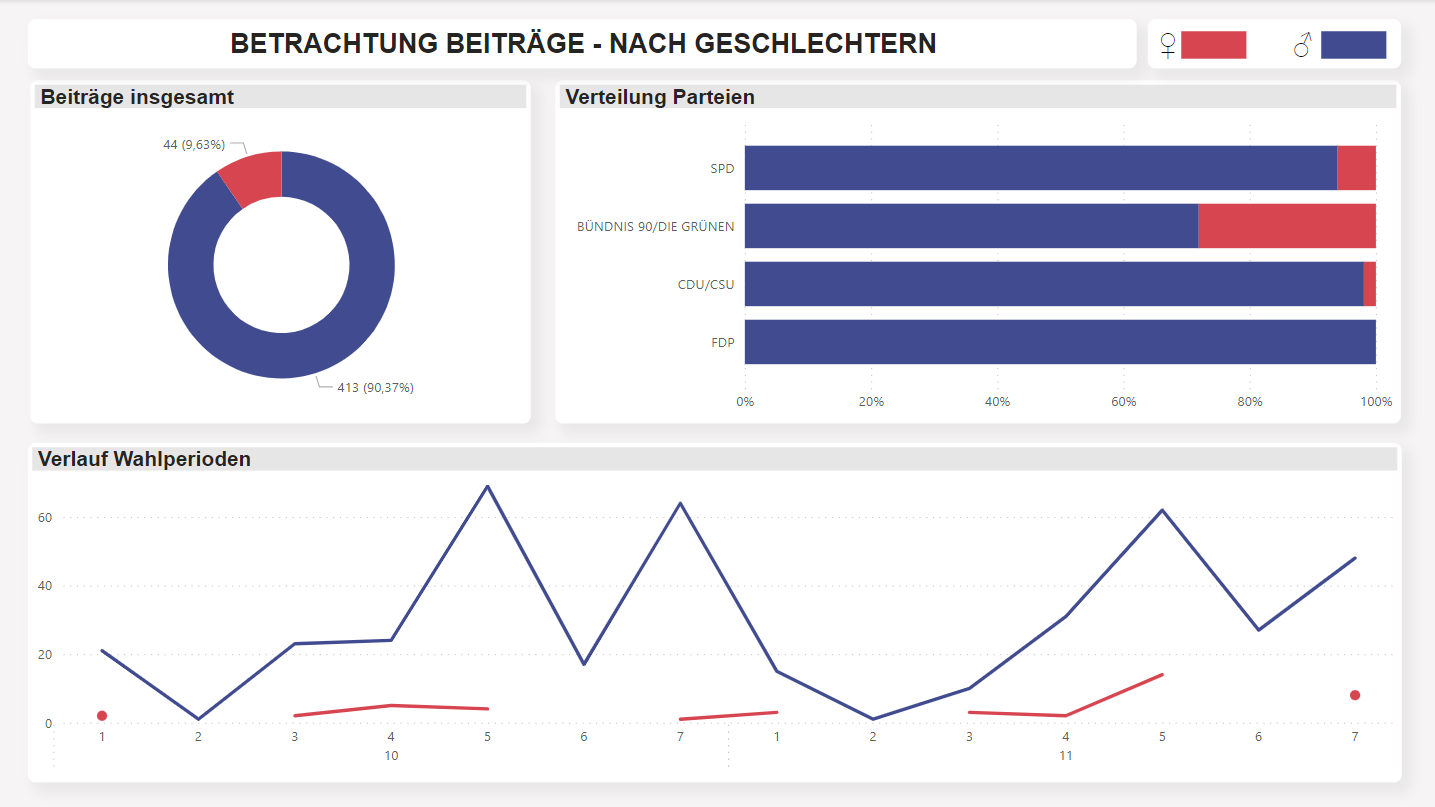 BETRACHTUNG BEITRÄGE - NACH GESCHLECHTERN
♀ ♂
Beiträge insgesamt
44 (9,63%)
413 (90,37%)
Verteilung Parteien
SPD
BÜNDNIS 90/DIE GRÜNEN
CDU/CSU
FDP
0% 20% 40% 60% 80% 100%
Verlauf Wahlperioden
60
40
20
0
1 2 3 4 5 6 7 1 2 3 4 5 6 7
10 11